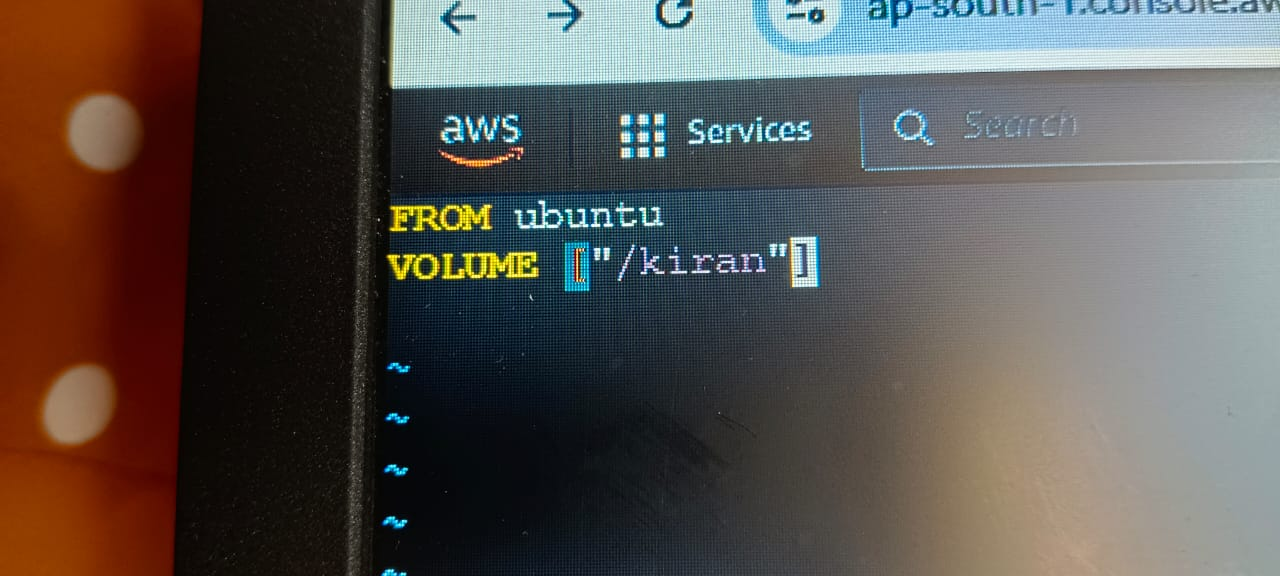 aws Services Search
FROM ubuntu
VOLUME ["/kiran"]
~
~
~
~
~